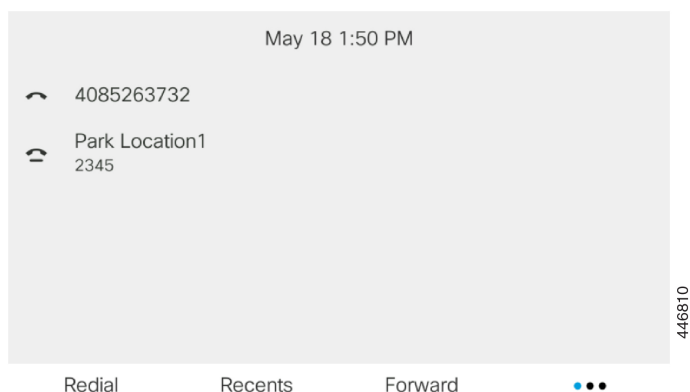 May 18 1:50 PM
4085263732
Park Location1
2345
446810
Redial Recents Forward